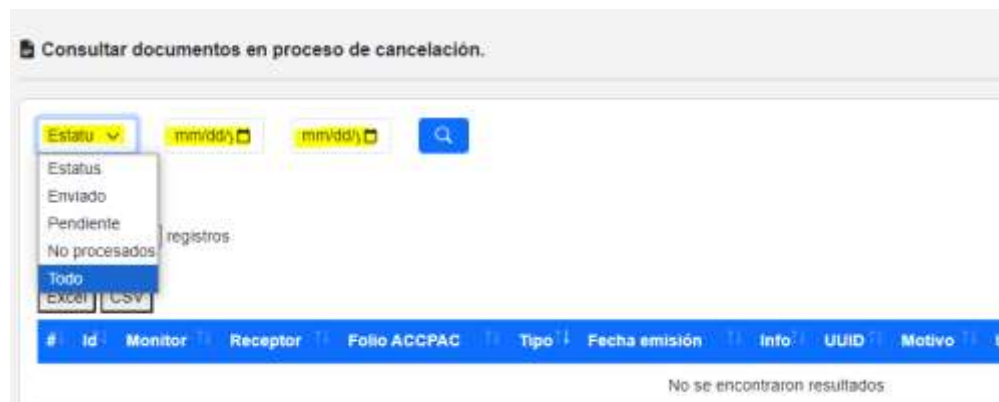 Consultar documentos en proceso de cancelación.
Estatu mm/dd/ mm/dd/
Estatus
Enviado
Pendiente
registros
No procesados
Todo
Excel CSV
# Id Monitor Receptor Folio ACCPAC Tipo Fecha emisión Info UUID Motivo
No se encontraron resultados